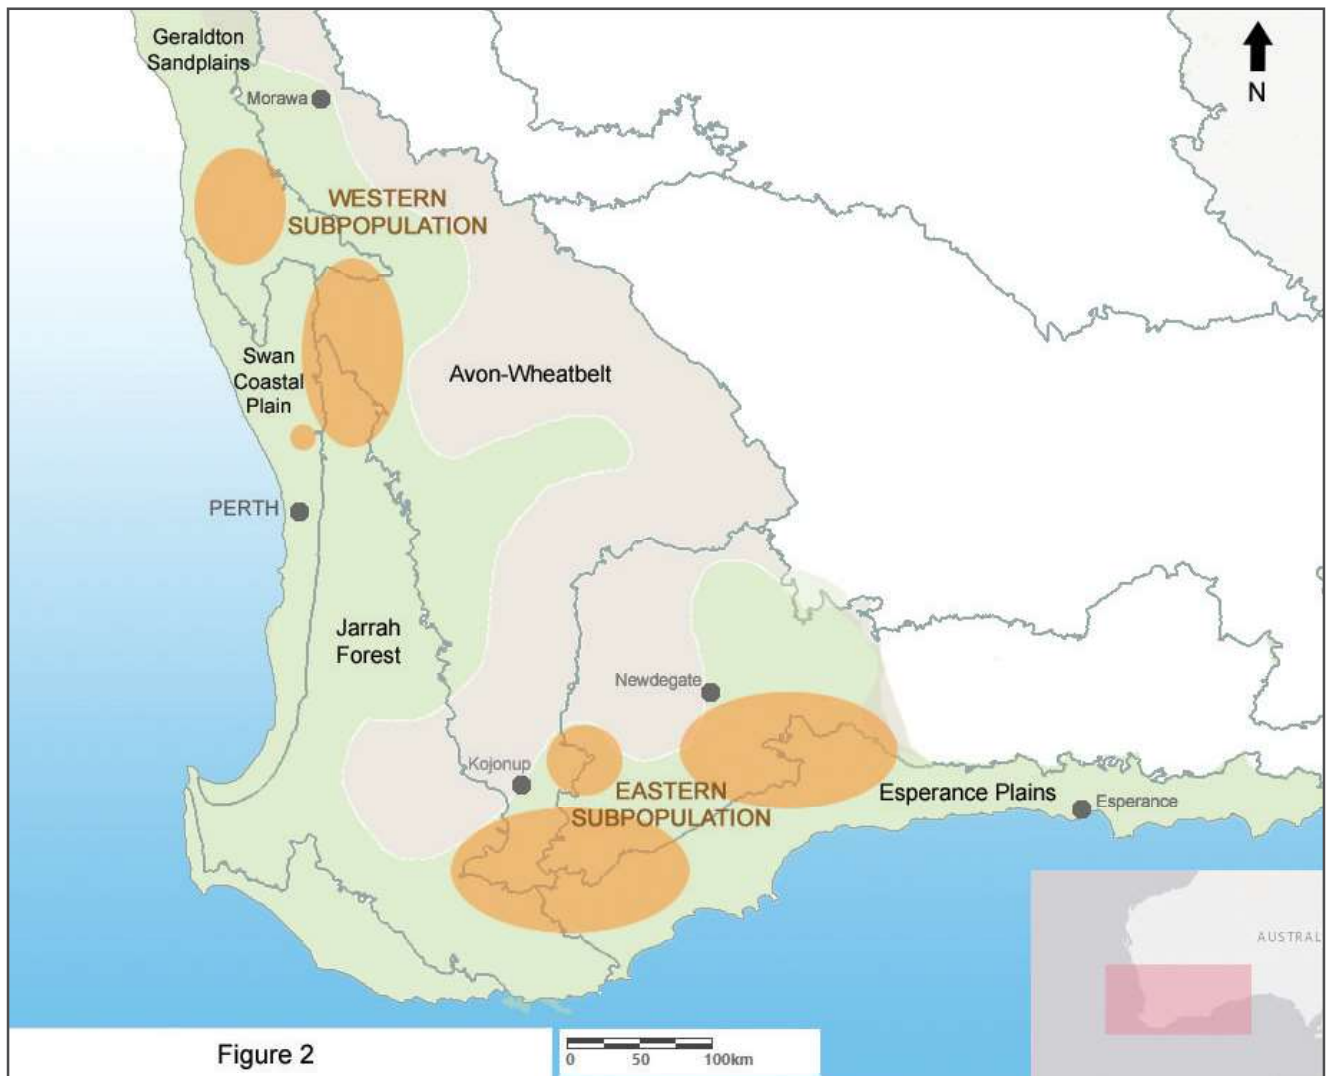 Geraldton
Sandplains
N
Morawa
WESTERN
SUBPOPULATION
Swan
Coastal
Plain
Avon-Wheatbelt
PERTH
Jarrah
Forest
Newdegate
Kojonup
EASTERN
SUBPOPULATION
Esperance Plains
Esperance
AUSTRAL
Figure 2
0 50 100km